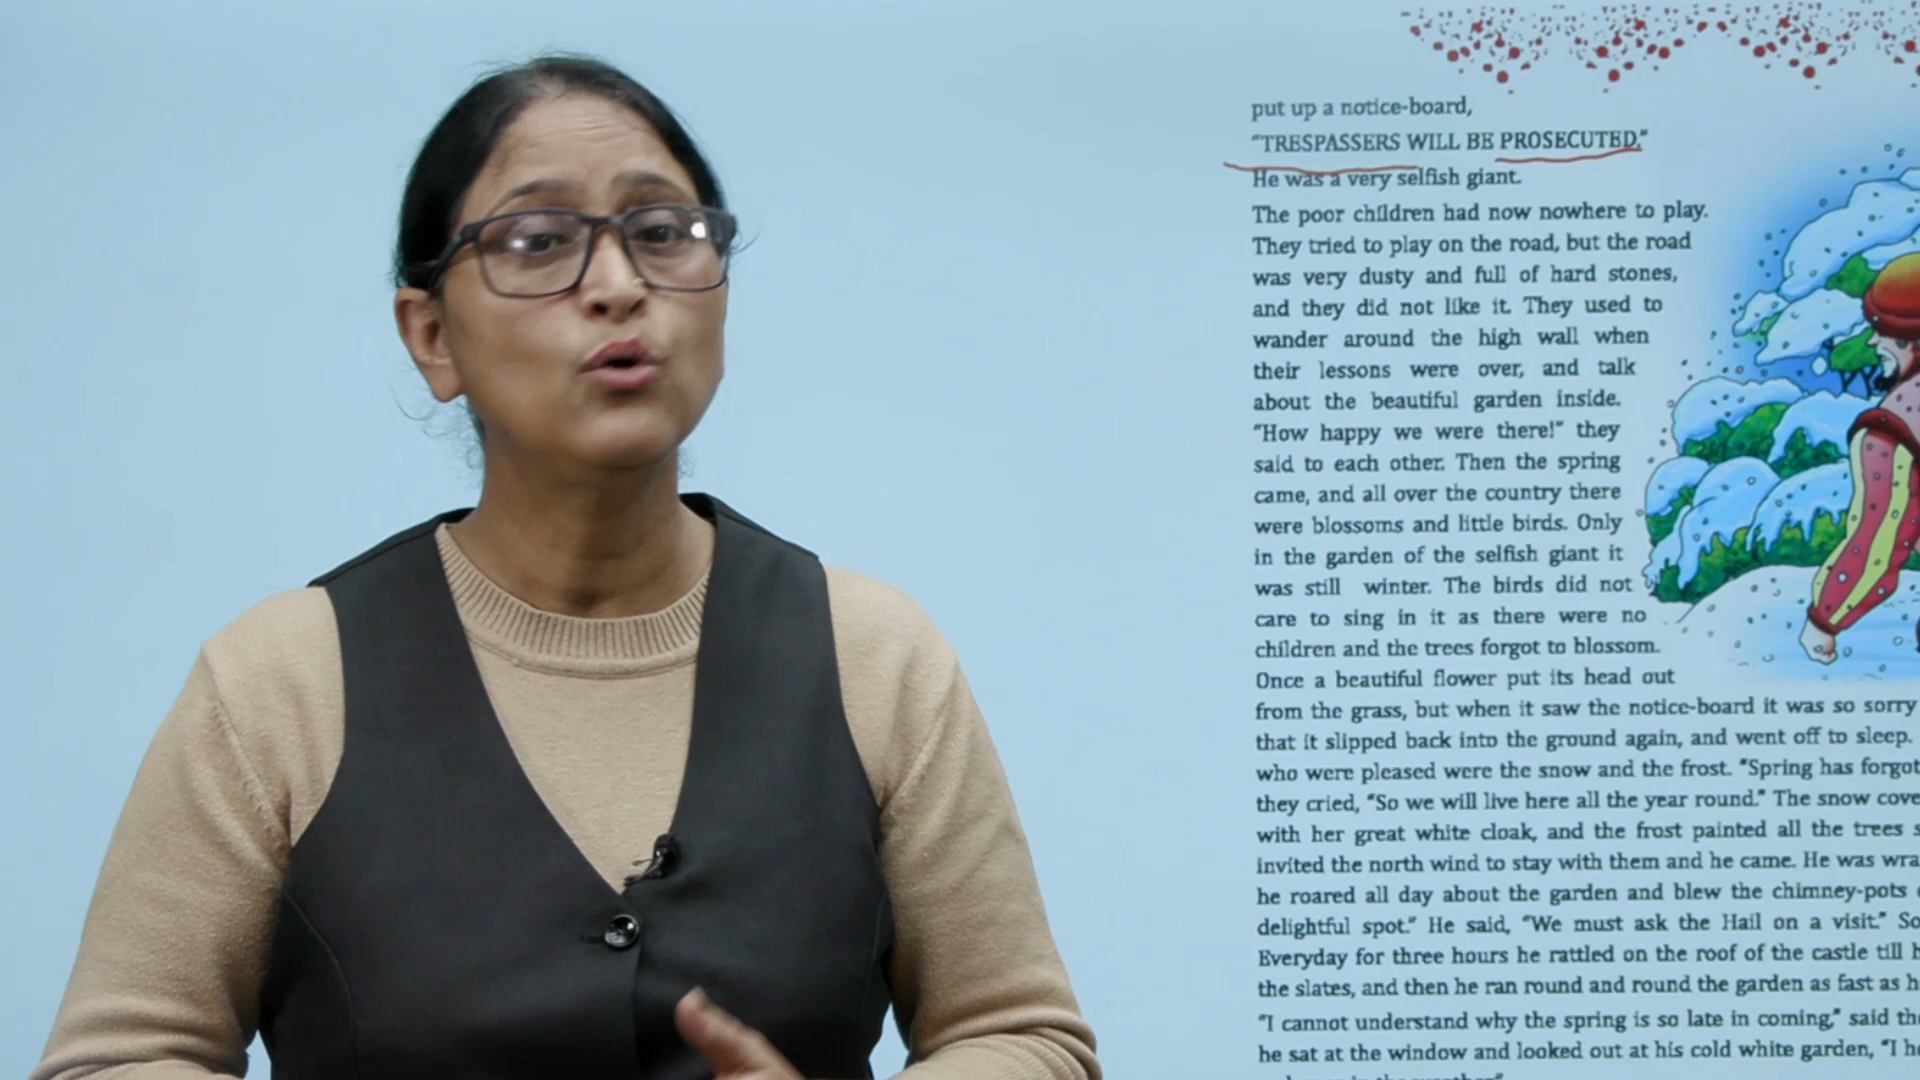 put up a notice-board,
"TRESPASSERS WILL BE PROSECUTED."
He was a very selfish giant.
The poor children had now nowhere to play.
They tried to play on the road, but the road
was very dusty and full of hard stones,
and they did not like it. They used to
wander around the high wall when
their lessons were over, and talk
about the beautiful garden inside.
"How happy we were there!" they
said to each other. Then the spring
came, and all over the country there
were blossoms and little birds. Only
in the garden of the selfish giant it
was still winter. The birds did not
care to sing in it as there were no
children and the trees forgot to blossom.
Once a beautiful flower put its head out
from the grass, but when it saw the notice-board it was so sorry
that it slipped back into the ground again, and went off to sleep.
who were pleased were the snow and the frost. "Spring has forgot
they cried, "So we will live here all the year round." The snow cove
with her great white cloak, and the frost painted all the trees s
invited the north wind to stay with them and he came. He was wra
he roared all day about the garden and blew the chimney-pots
delightful spot." He said, "We must ask the Hail on a visit." So
Everyday for three hours he rattled on the roof of the castle till h
the slates, and then he ran round and round the garden as fast as h
"I cannot understand why the spring is so late in coming," said the
he sat at the window and looked out at his cold white garden, "I h